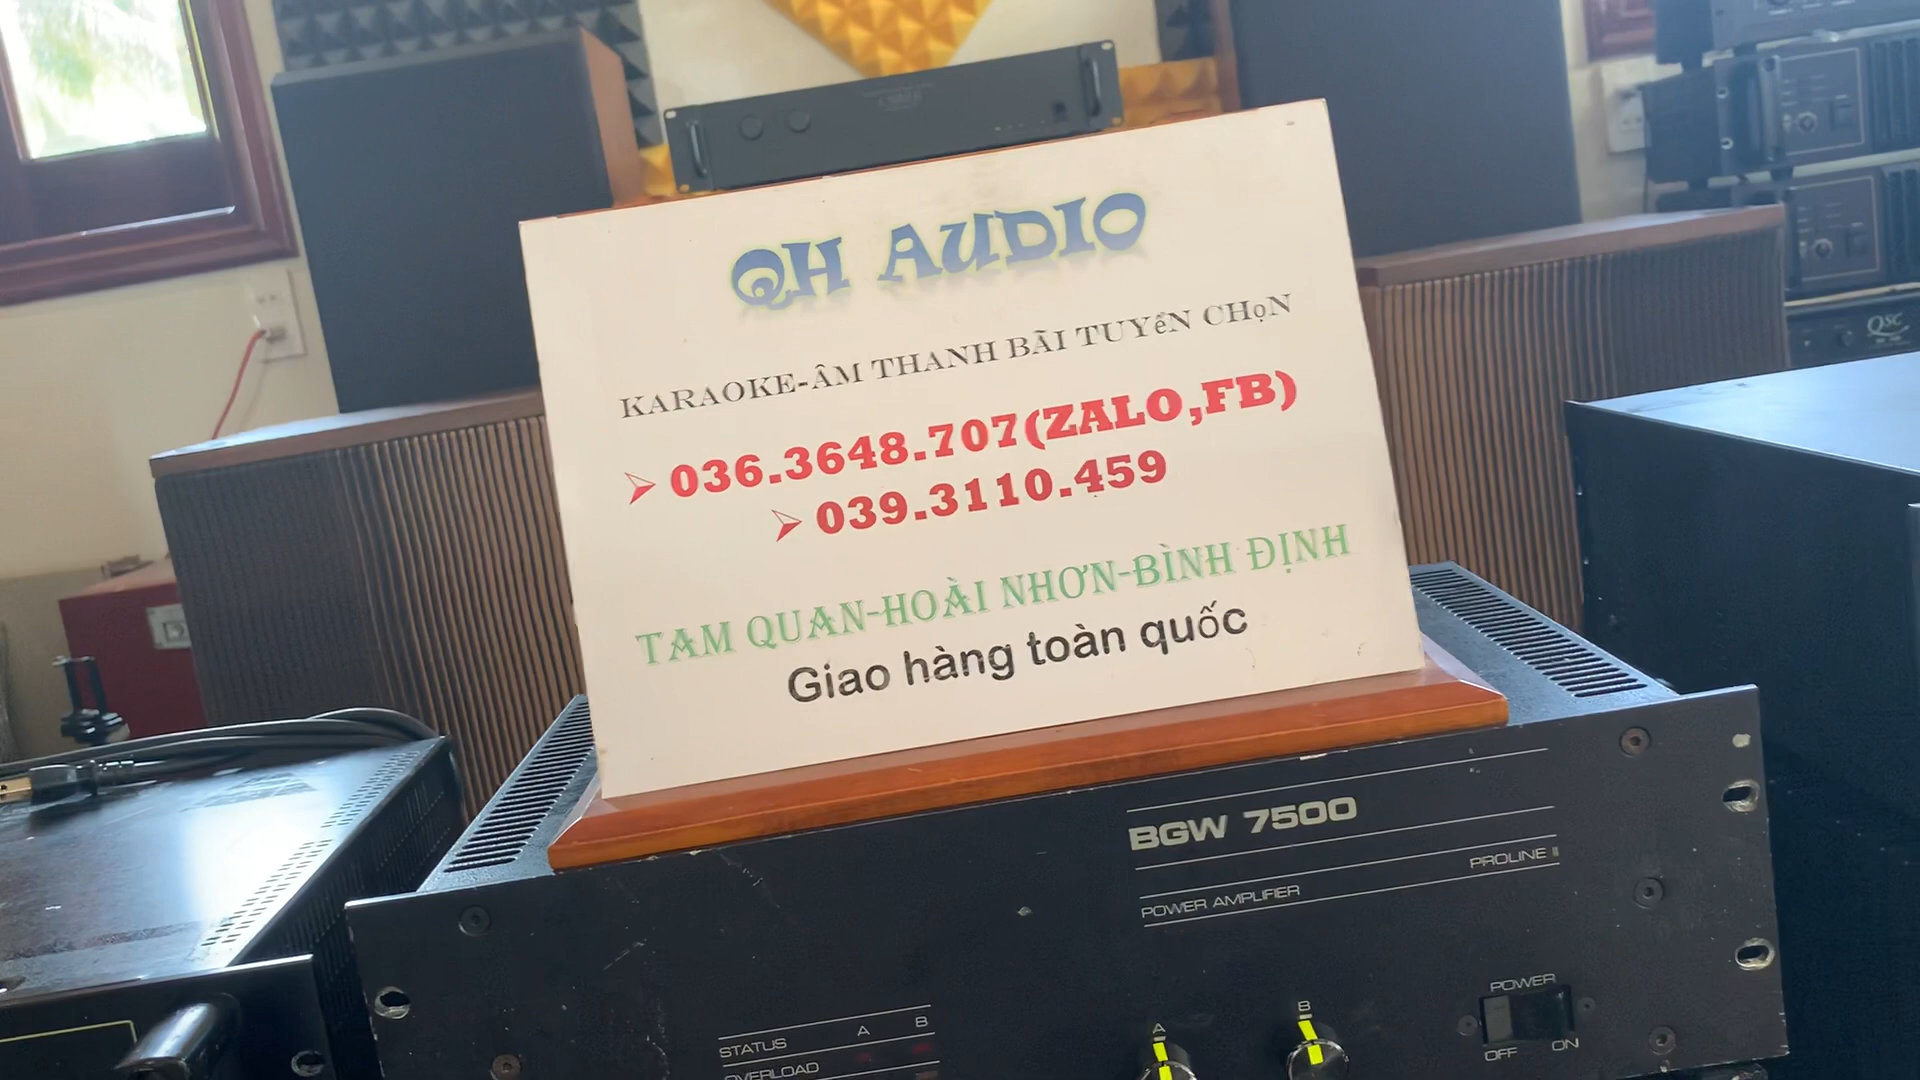 QH AUDIO
KARAOKE-ÂM THANH BÃI TUYểN CHọN
036.3648.707(ZALO,FB)
039.3110.459
TAM QUAN-HOÀI NHƠN-BÌNH ĐỊNH
Giao hàng toàn quốc
QSC
BGW 7500
PROLINE II
POWER AMPLIFIER
POWER
OFF ON
A B
STATUS A B
OVERLOAD